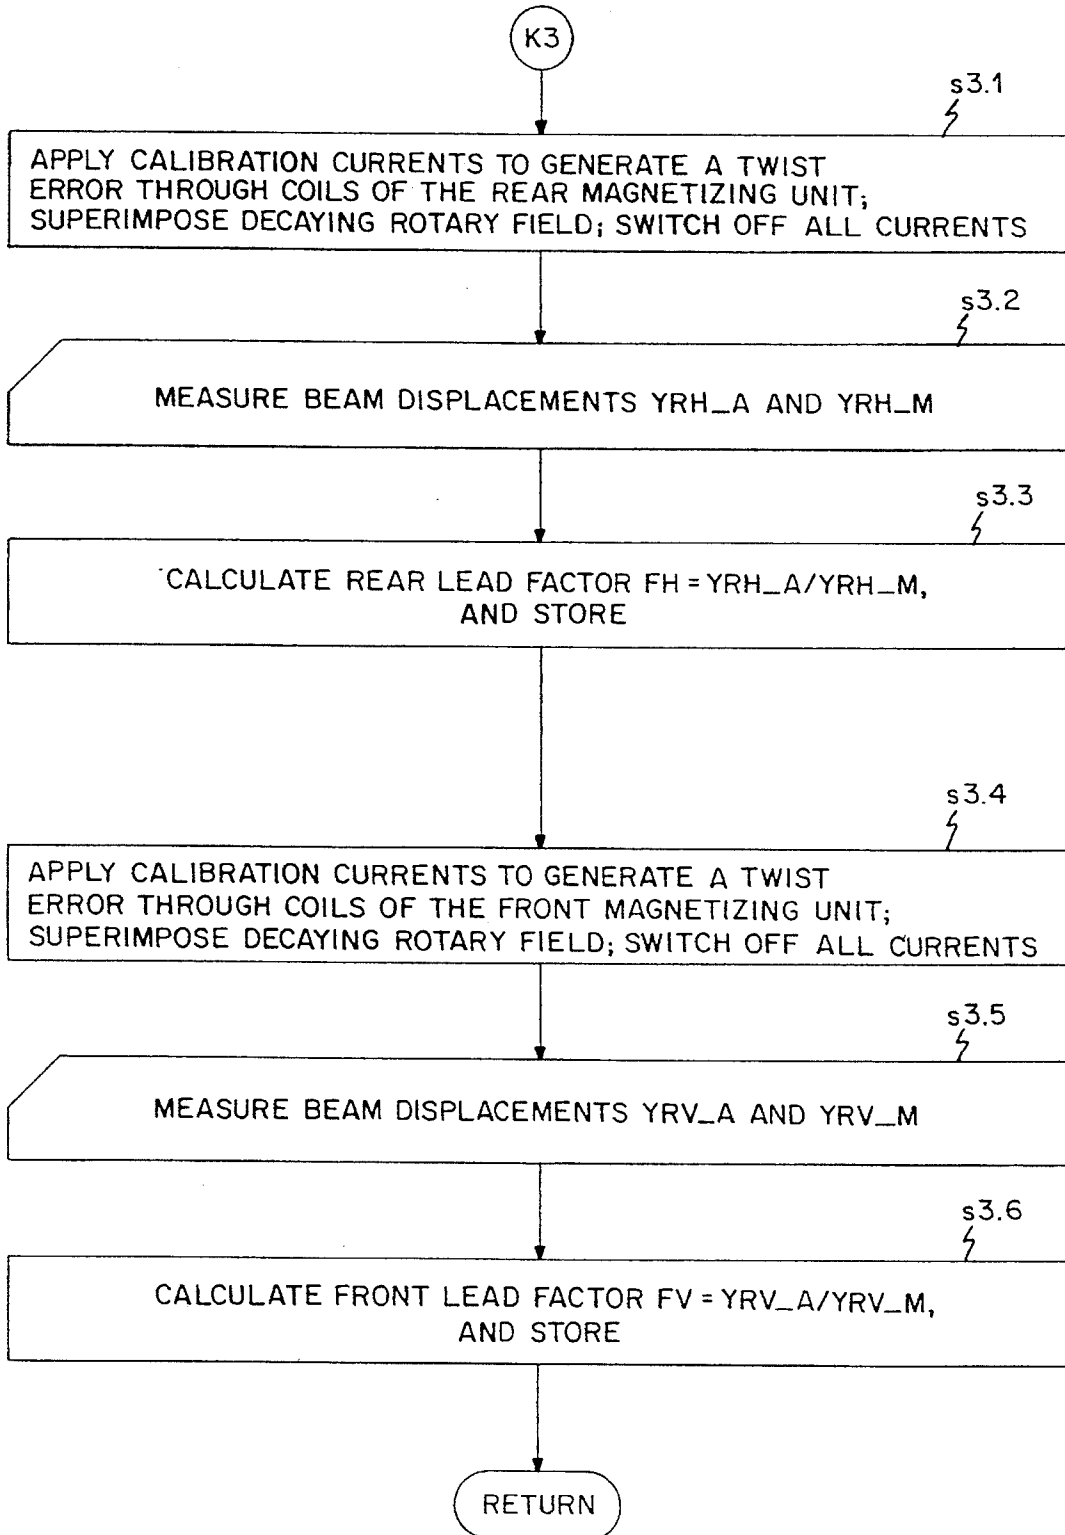 K3
s3.1
APPLY CALIBRATION CURRENTS TO GENERATE A TWIST
ERROR THROUGH COILS OF THE REAR MAGNETIZING UNIT;
SUPERIMPOSE DECAYING ROTARY FIELD; SWITCH OFF ALL CURRENTS
s3.2
MEASURE BEAM DISPLACEMENTS YRH_A AND YRH_M
s3.3
CALCULATE REAR LEAD FACTOR FH = YRH_A/YRH_M,
AND STORE
s3.4
APPLY CALIBRATION CURRENTS TO GENERATE A TWIST
ERROR THROUGH COILS OF THE FRONT MAGNETIZING UNIT;
SUPERIMPOSE DECAYING ROTARY FIELD; SWITCH OFF ALL CURRENTS
s3.5
MEASURE BEAM DISPLACEMENTS YRV_A AND YRV_M
s3.6
CALCULATE FRONT LEAD FACTOR FV = YRV_A/YRV_M,
AND STORE
RETURN